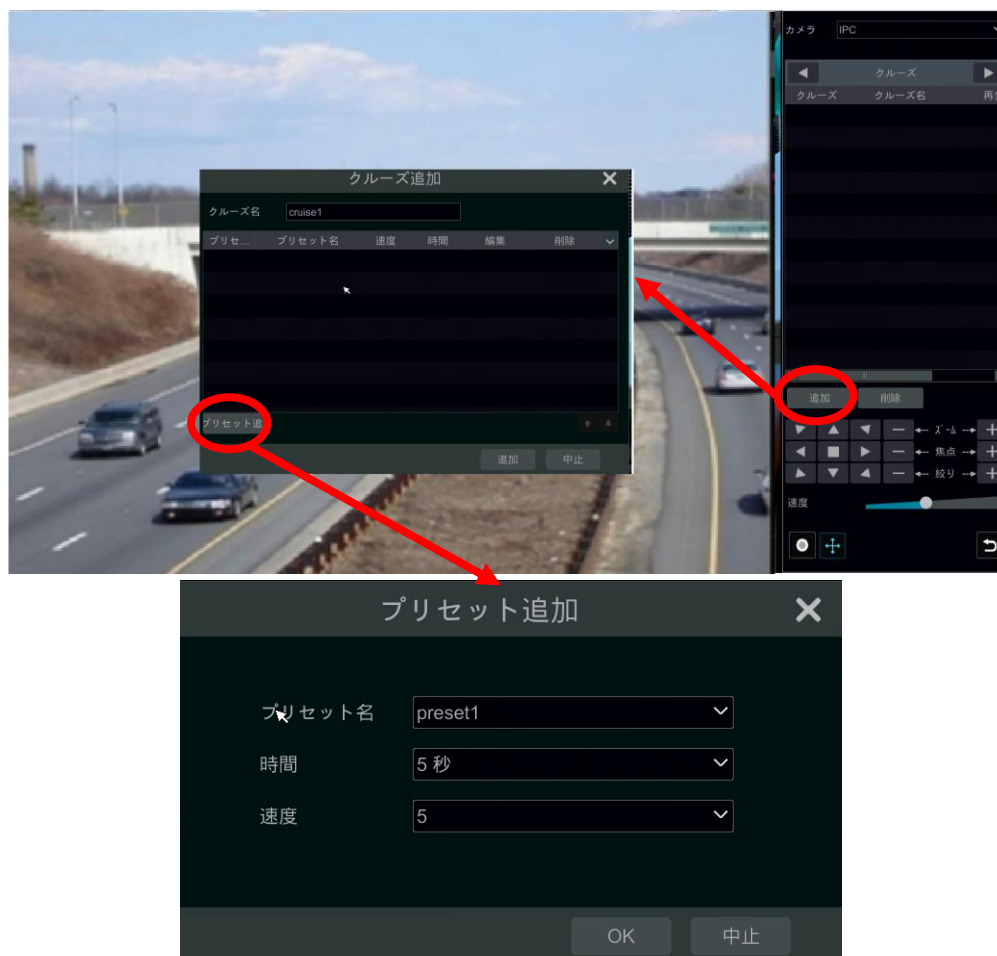 カメラ IPC
クルーズ
クルーズ クルーズ名
追加 削除
ズーム
焦点
絞り
速度
クルーズ追加
クルーズ名 cruise1
プリセ... プリセット名 速度 時間 編集 削除
プリセット追
追加 中止
プリセット追加
プリセット名 preset1
時間 5 秒
速度 5
OK 中止